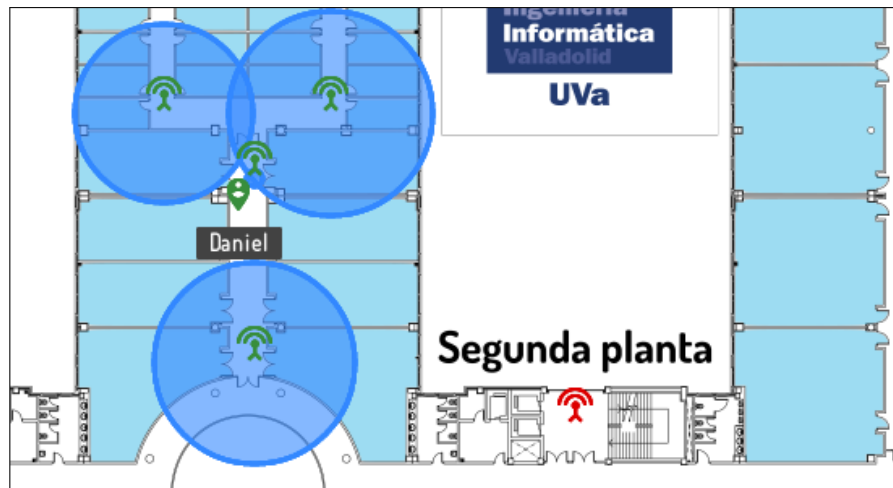 Ingeniería
Informática
Valladolid
UVa
Daniel
Segunda planta